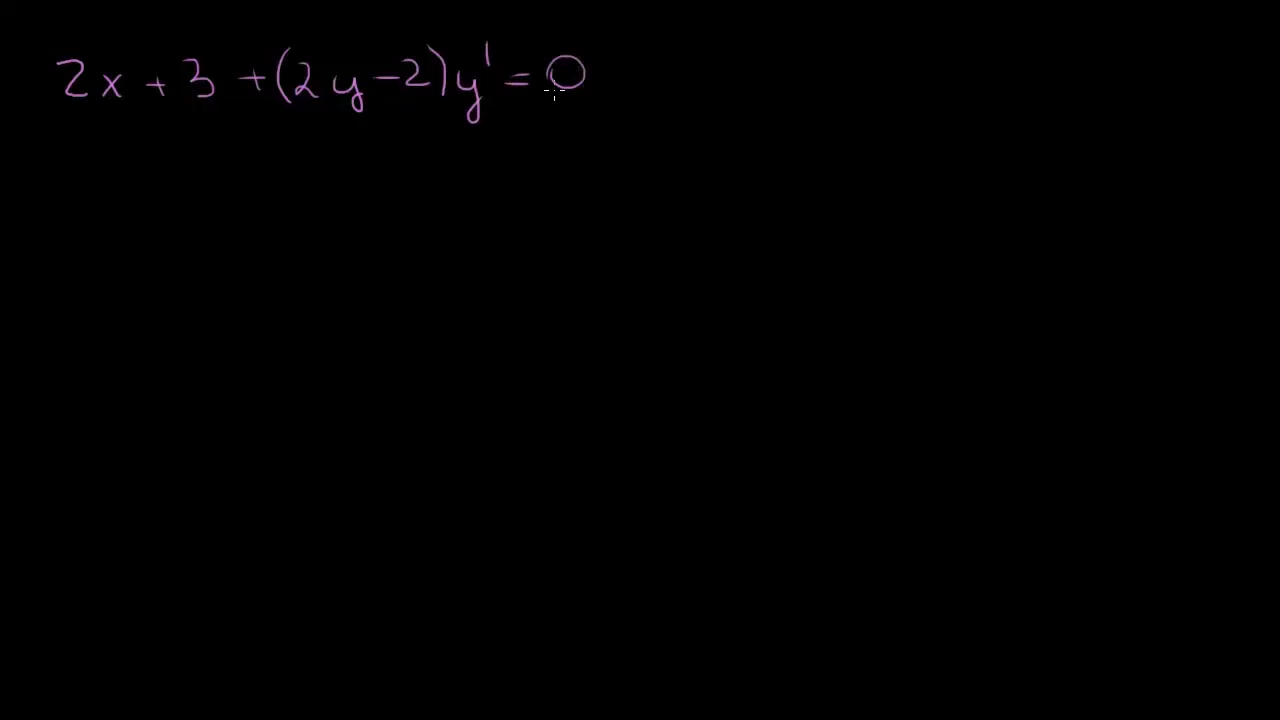 2x + 3 + (2y - 2)y' = 0